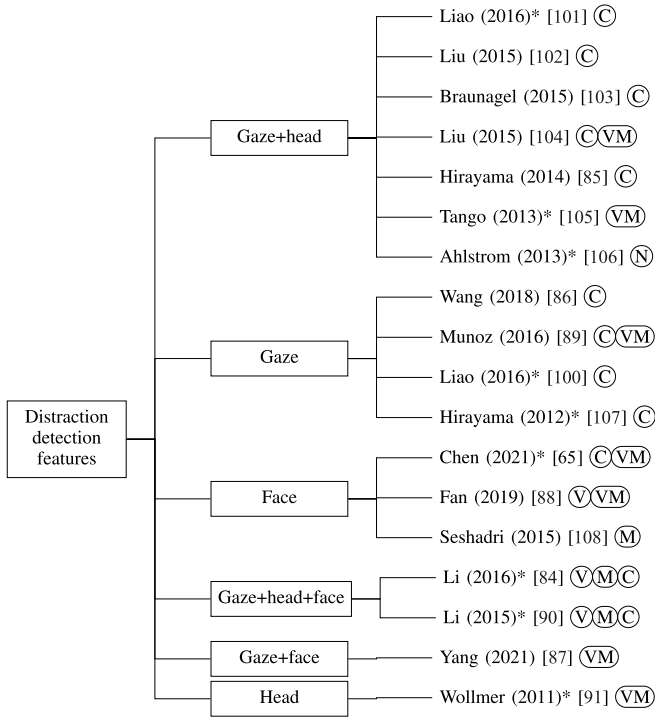 Liao (2016)* [101] C
Liu (2015) [102] C
Braunagel (2015) [103] C
Gaze+head
Liu (2015) [104] C VM
Hirayama (2014) [85] C
Tango (2013)* [105] VM
Ahlstrom (2013)* [106] N
Wang (2018) [86] C
Munoz (2016) [89] C VM
Gaze
Liao (2016)* [100] C
Hirayama (2012)* [107] C
Distraction
detection
features
Chen (2021)* [65] C VM
Face
Fan (2019) [88] V VM
Seshadri (2015) [108] M
Gaze+head+face
Li (2016)* [84] V M C
Li (2015)* [90] V M C
Gaze+face
Yang (2021) [87] VM
Head
Wollmer (2011)* [91] VM